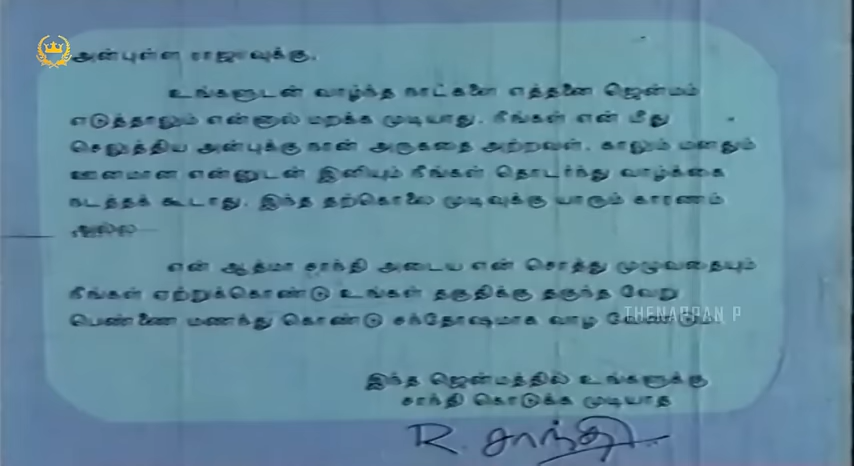 அன்புள்ள ராஜாவுக்கு,
உங்களுடன் வாழ்ந்த நாட்களை எத்தனை ஜென்மம்
எடுத்தாலும் என்னால் மறக்க முடியாது. நீங்கள் என் மீது
செலுத்திய அன்புக்கு நான் அருகதை அற்றவள். காலும் மனதும்
ஊனமான என்னுடன் இனியும் நீங்கள் தொடர்ந்து வாழ்க்கை
நடத்தக் கூடாது. இந்த தற்கொலை முடிவுக்கு யாரும் காரணம்
அல்ல
என் ஆத்மா சாந்தி அடைய என் சொத்து முழுவதையும்
நீங்கள் ஏற்றுக்கொண்டு உங்கள் தகுதிக்கு தகுந்த வேறு
பெண்ணை மணந்து கொண்டு சந்தோஷமாக வாழ வேண்டும்.
THENAPPAN P
இந்த ஜென்மத்தில் உங்களுக்கு
சாந்தி கொடுக்க முடியாத
R. சாந்தி